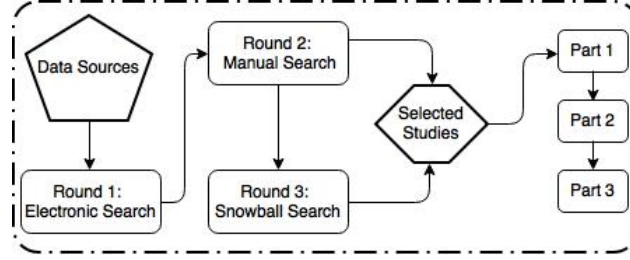 Data Sources
Round 1:
Electronic Search
Round 2:
Manual Search
Round 3:
Snowball Search
Selected
Studies
Part 1
Part 2
Part 3